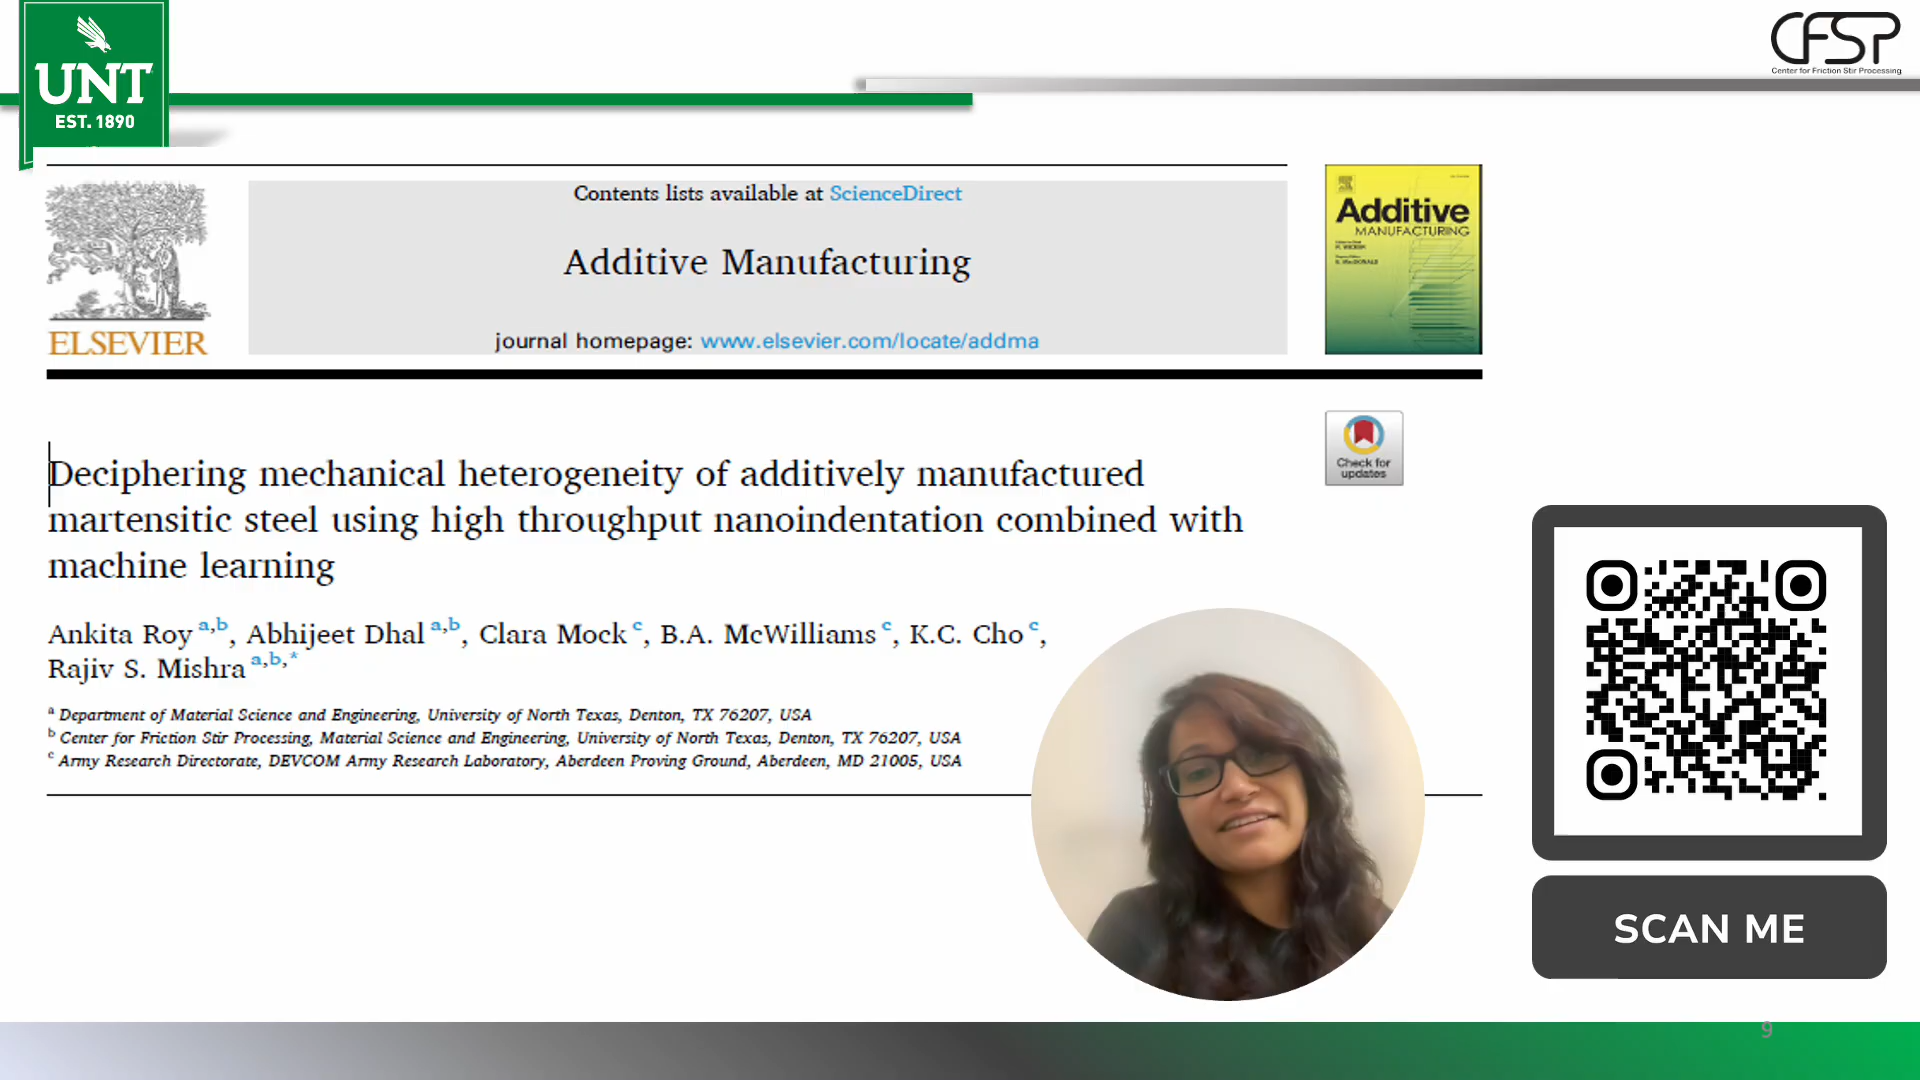 UNT
EST. 1890
CFSP
Center for Friction Stir Processing
Contents lists available at ScienceDirect
Additive Manufacturing
journal homepage: www.elsevier.com/locate/addma
ELSEVIER
Additive
MANUFACTURING
Check for
updates
Deciphering mechanical heterogeneity of additively manufactured
martensitic steel using high throughput nanoindentation combined with
machine learning
Ankita Roy a,b, Abhijeet Dhal a,b, Clara Mock c, B.A. McWilliams c, K.C. Cho c,
Rajiv S. Mishra a,b,*
a Department of Material Science and Engineering, University of North Texas, Denton, TX 76207, USA
b Center for Friction Stir Processing, Material Science and Engineering, University of North Texas, Denton, TX 76207, USA
c Army Research Directorate, DEVCOM Army Research Laboratory, Aberdeen Proving Ground, Aberdeen, MD 21005, USA
SCAN ME
9